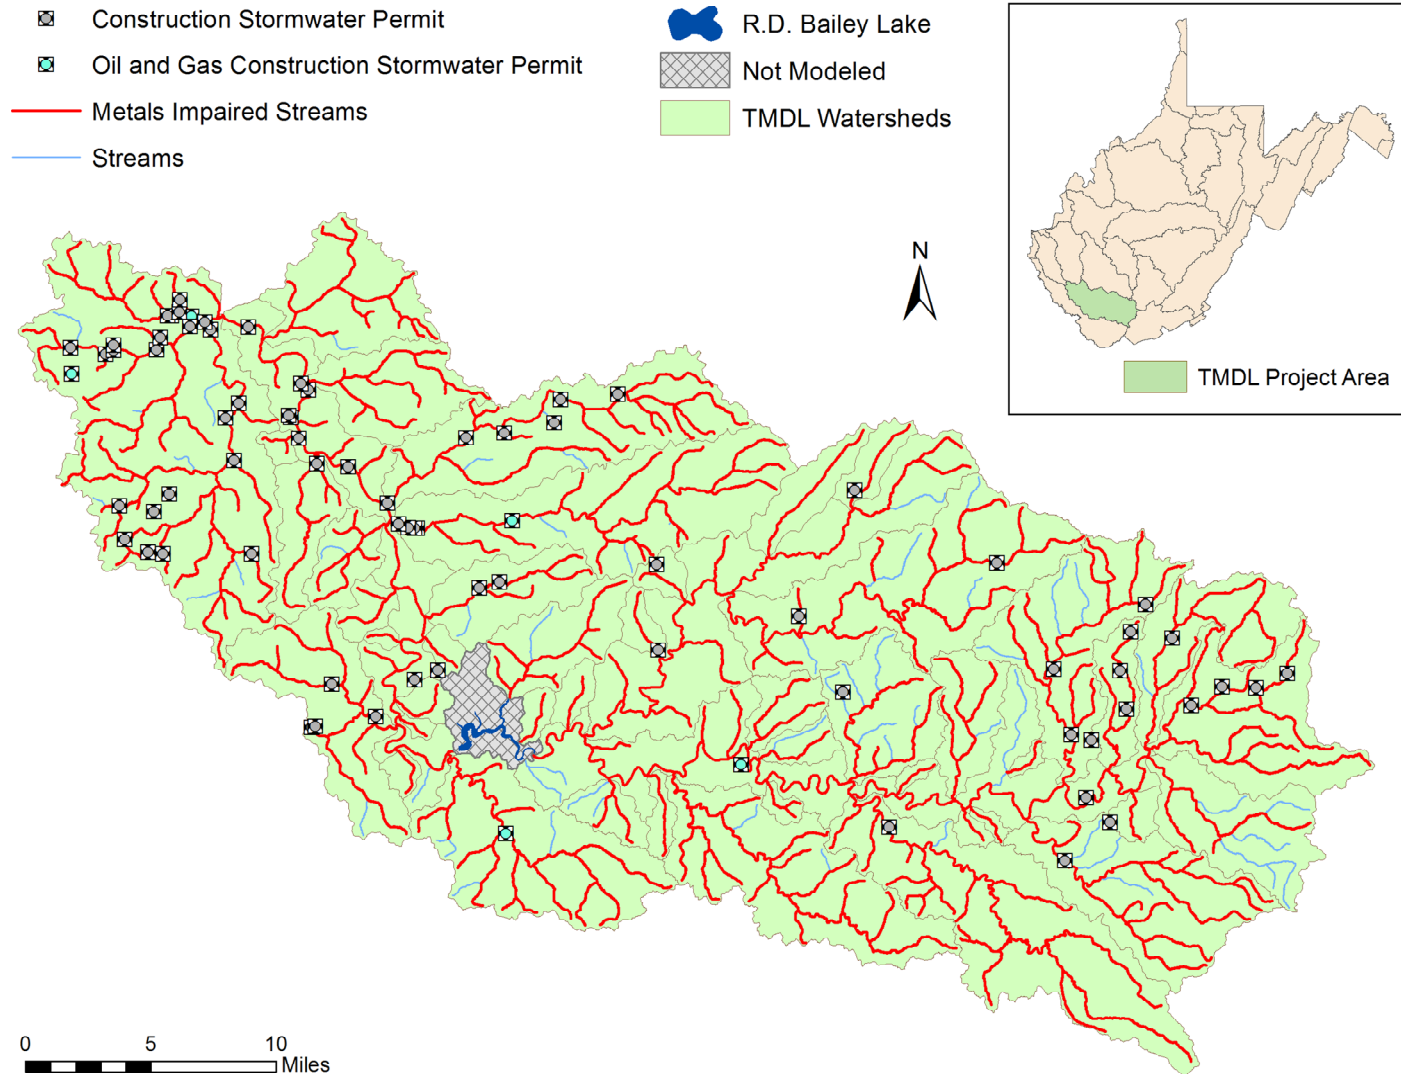 Construction Stormwater Permit
Oil and Gas Construction Stormwater Permit
Metals Impaired Streams
Streams
R.D. Bailey Lake
Not Modeled
TMDL Watersheds
TMDL Project Area
N
0 5 10
Miles